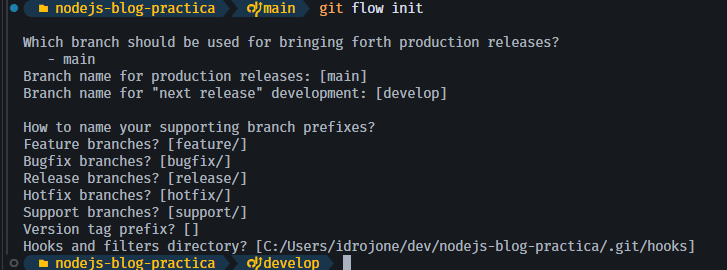 nodejs-blog-practica main git flow init
Which branch should be used for bringing forth production releases?
- main
Branch name for production releases: [main]
Branch name for "next release" development: [develop]
How to name your supporting branch prefixes?
Feature branches? [feature/]
Bugfix branches? [bugfix/]
Release branches? [release/]
Hotfix branches? [hotfix/]
Support branches? [support/]
Version tag prefix? []
Hooks and filters directory? [C:/Users/idrojone/dev/nodejs-blog-practica/.git/hooks]
nodejs-blog-practica develop